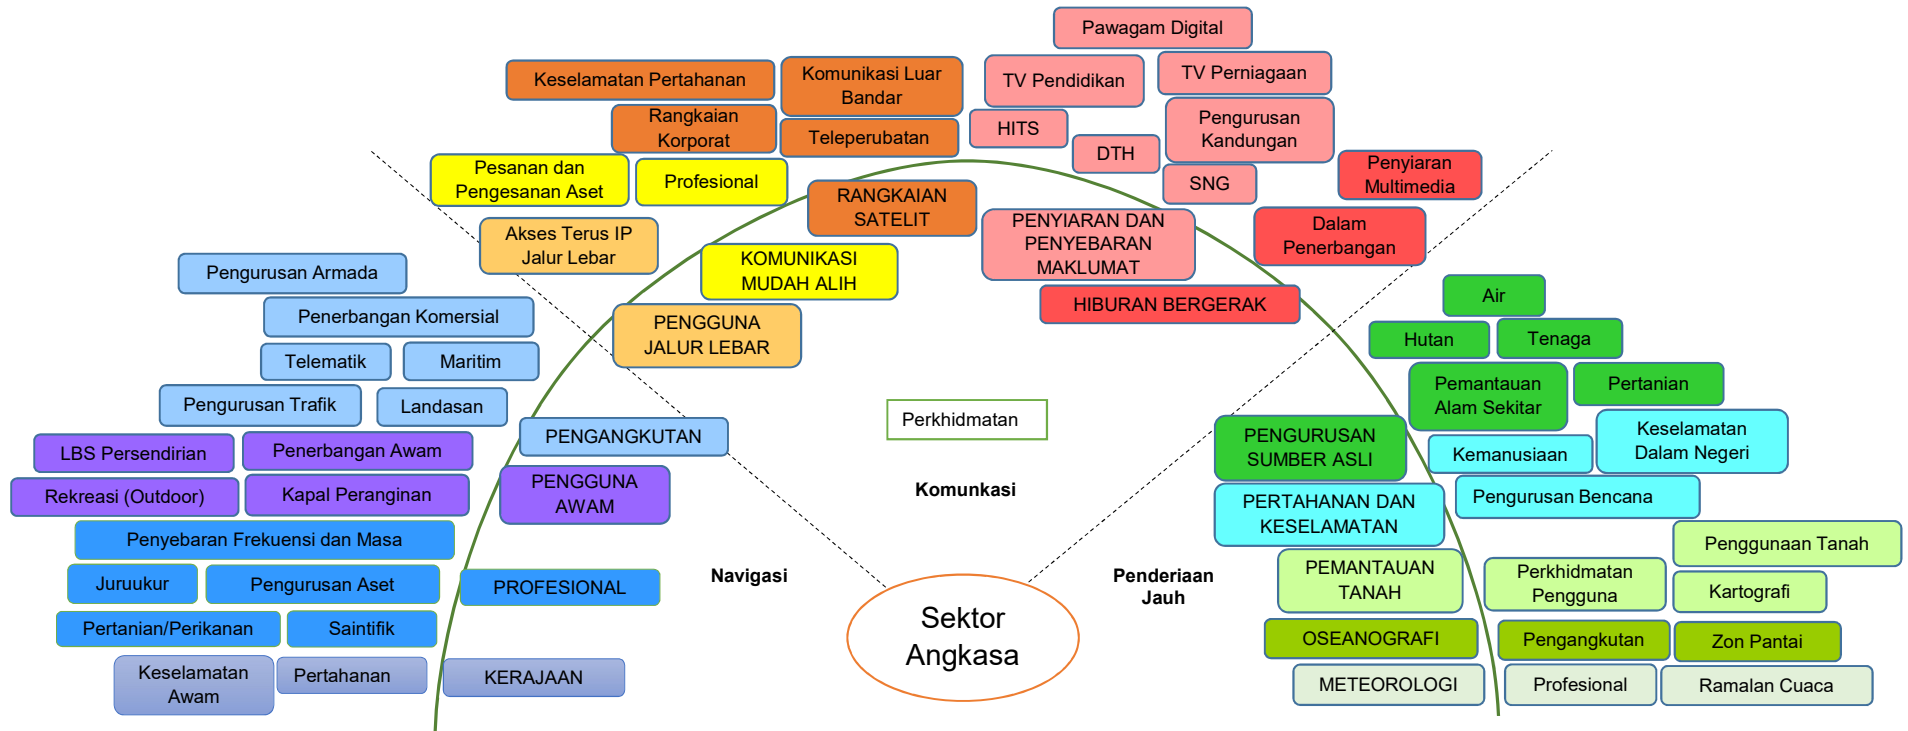 Pawagam Digital
Keselamatan Pertahanan
Komunikasi Luar
Bandar
TV Pendidikan
TV Perniagaan
Rangkaian
Korporat
Teleperubatan
HITS
Pengurusan
Kandungan
DTH
Pesanan dan
Pengesanan Aset
Profesional
SNG
Penyiaran
Multimedia
RANGKAIAN
SATELIT
PENYIARAN DAN
PENYEBARAN
MAKLUMAT
Dalam
Penerbangan
Akses Terus IP
Jalur Lebar
KOMUNIKASI
MUDAH ALIH
HIBURAN BERGERAK
PENGGUNA
JALUR LEBAR
Pengurusan Armada
Penerbangan Komersial
Telematik
Maritim
Pengurusan Trafik
Landasan
PENGANGKUTAN
LBS Persendirian
Penerbangan Awam
Rekreasi (Outdoor)
Kapal Peranginan
PENGGUNA
AWAM
Penyebaran Frekuensi dan Masa
Juruukur
Pengurusan Aset
PROFESIONAL
Pertanian/Perikanan
Saintifik
Keselamatan
Awam
Pertahanan
KERAJAAN
Perkhidmatan
Komunkasi
Navigasi
Penderiaan
Jauh
Sektor
Angkasa
Air
Hutan
Tenaga
Pemantauan
Alam Sekitar
Pertanian
PENGURUSAN
SUMBER ASLI
Kemanusiaan
Keselamatan
Dalam Negeri
PERTAHANAN DAN
KESELAMATAN
Pengurusan Bencana
Penggunaan Tanah
PEMANTAUAN
TANAH
Perkhidmatan
Pengguna
Kartografi
OSEANOGRAFI
Pengangkutan
Zon Pantai
METEOROLOGI
Profesional
Ramalan Cuaca